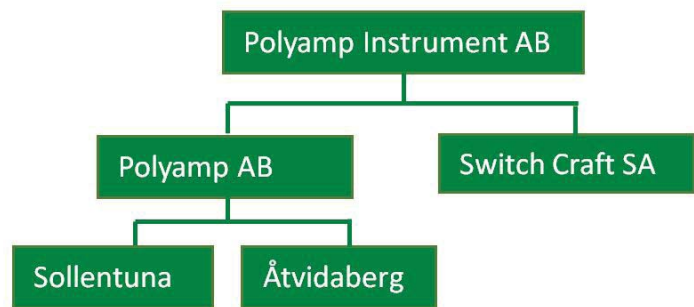 Polyamp Instrument AB
Polyamp AB
Switch Craft SA
Sollentuna
Åtvidaberg